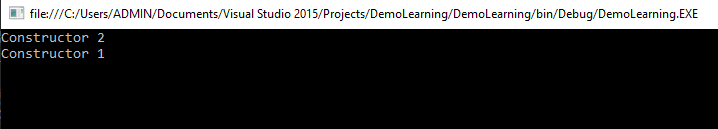 file:///C:/Users/ADMIN/Documents/Visual Studio 2015/Projects/DemoLearning/DemoLearning/bin/Debug/DemoLearning.EXE
Constructor 2
Constructor 1